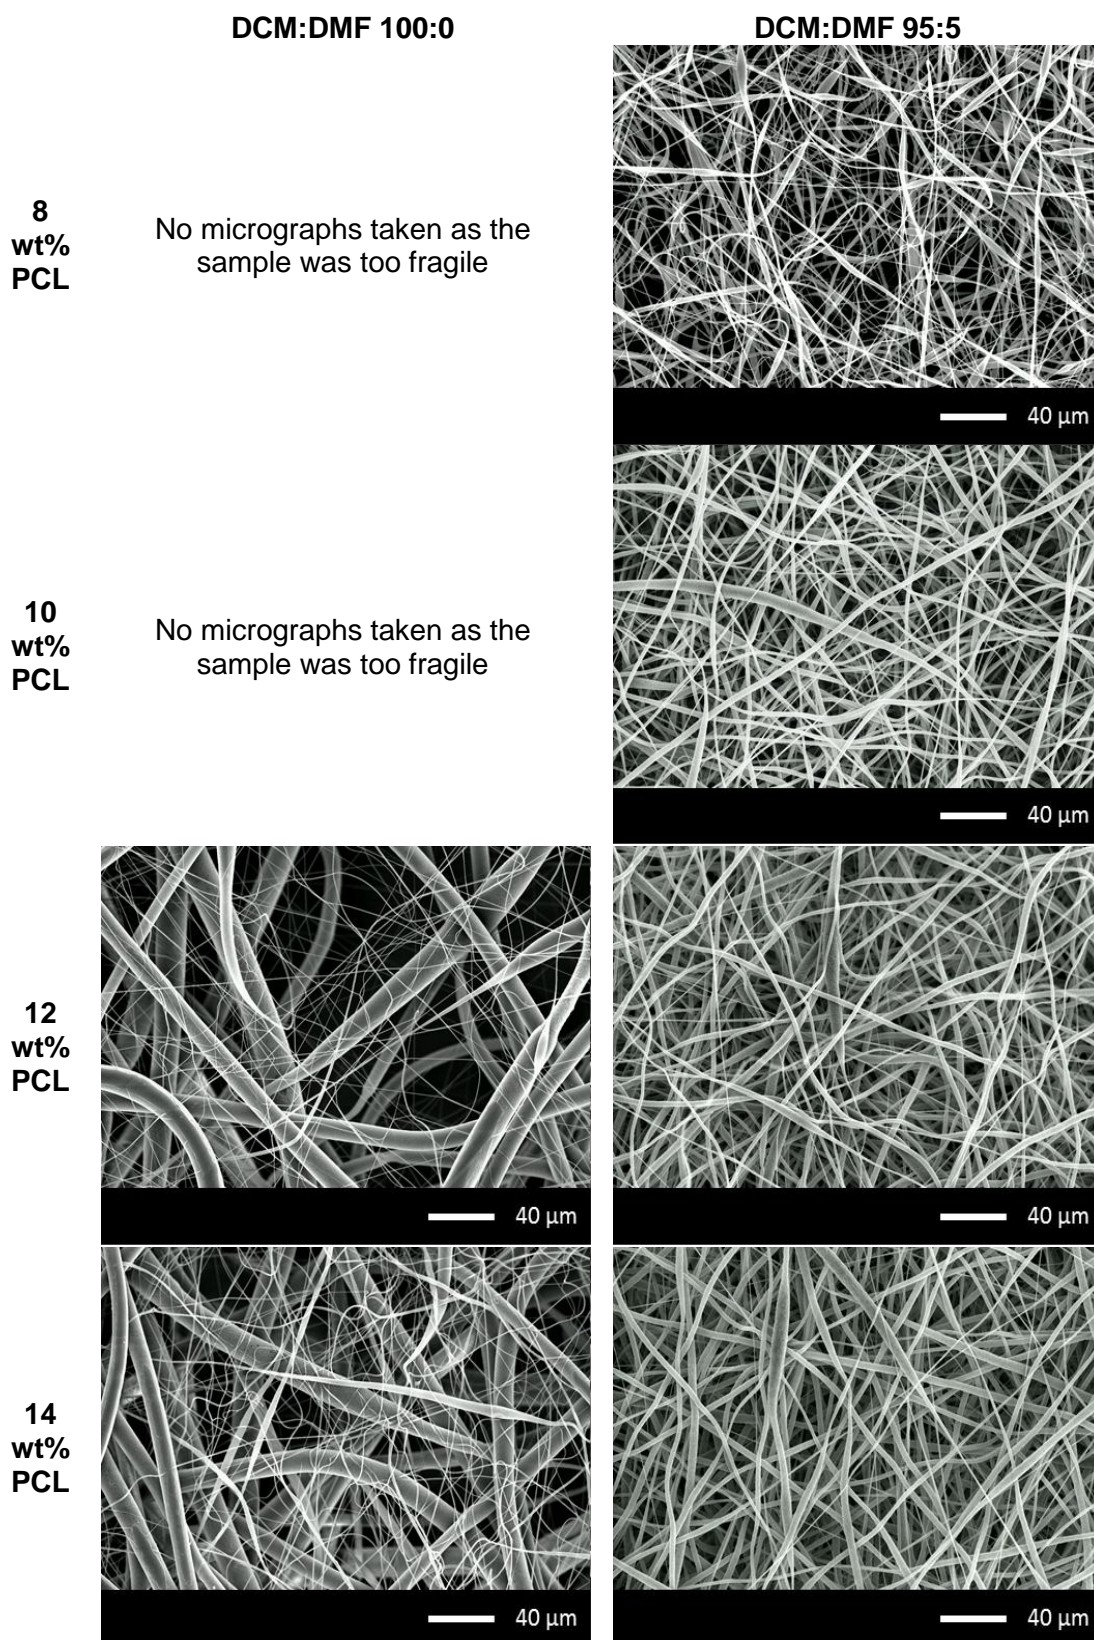 DCM:DMF 100:0
DCM:DMF 95:5
8
wt%
PCL
No micrographs taken as the
sample was too fragile
40 µm
10
wt%
PCL
No micrographs taken as the
sample was too fragile
40 µm
12
wt%
PCL
40 µm
40 µm
14
wt%
PCL
40 µm
40 µm